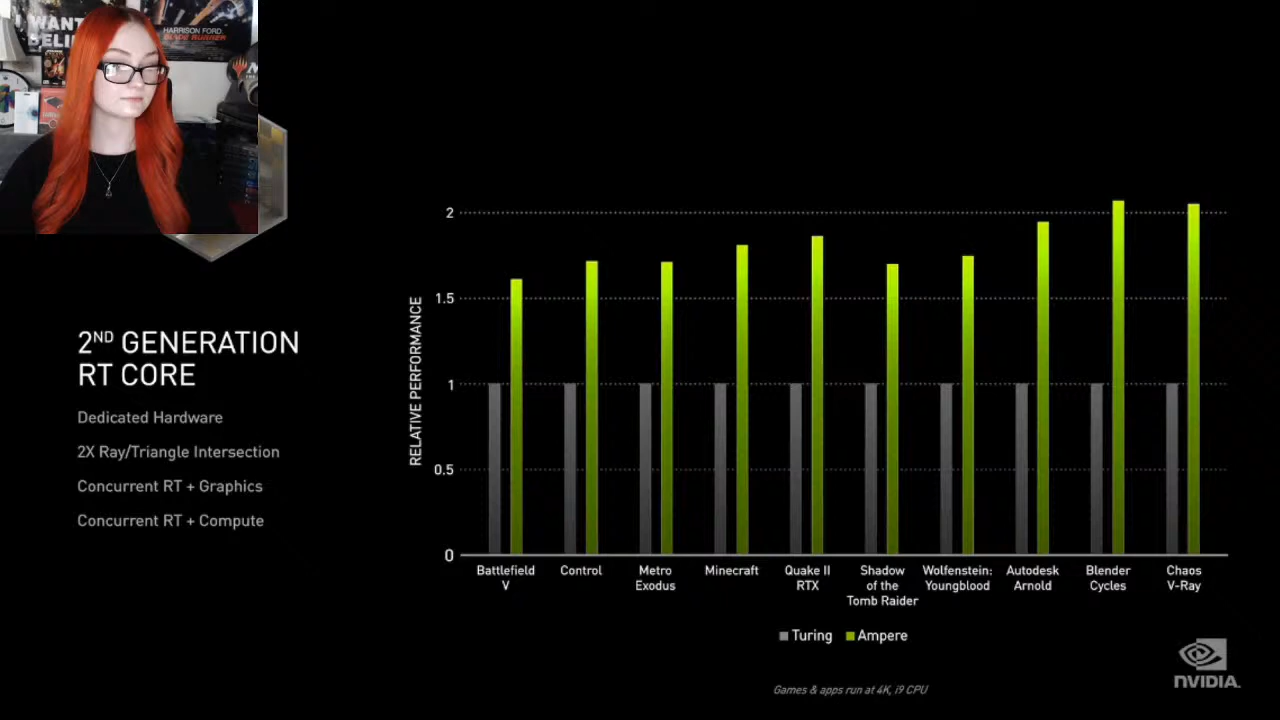 WANT
HARRISON FORD
BLADE RUNNER
2ND GENERATION
RT CORE
Dedicated Hardware
2X Ray/Triangle Intersection
Concurrent RT + Graphics
Concurrent RT + Compute
RELATIVE PERFORMANCE
2
1.5
1
0.5
0
Battlefield
V
Control
Metro
Exodus
Minecraft
Quake II
RTX
Shadow
of the
Tomb Raider
Wolfenstein:
Youngblood
Autodesk
Arnold
Blender
Cycles
Chaos
V-Ray
Turing
Ampere
Games & apps run at 4K, i9 CPU
NVIDIA.